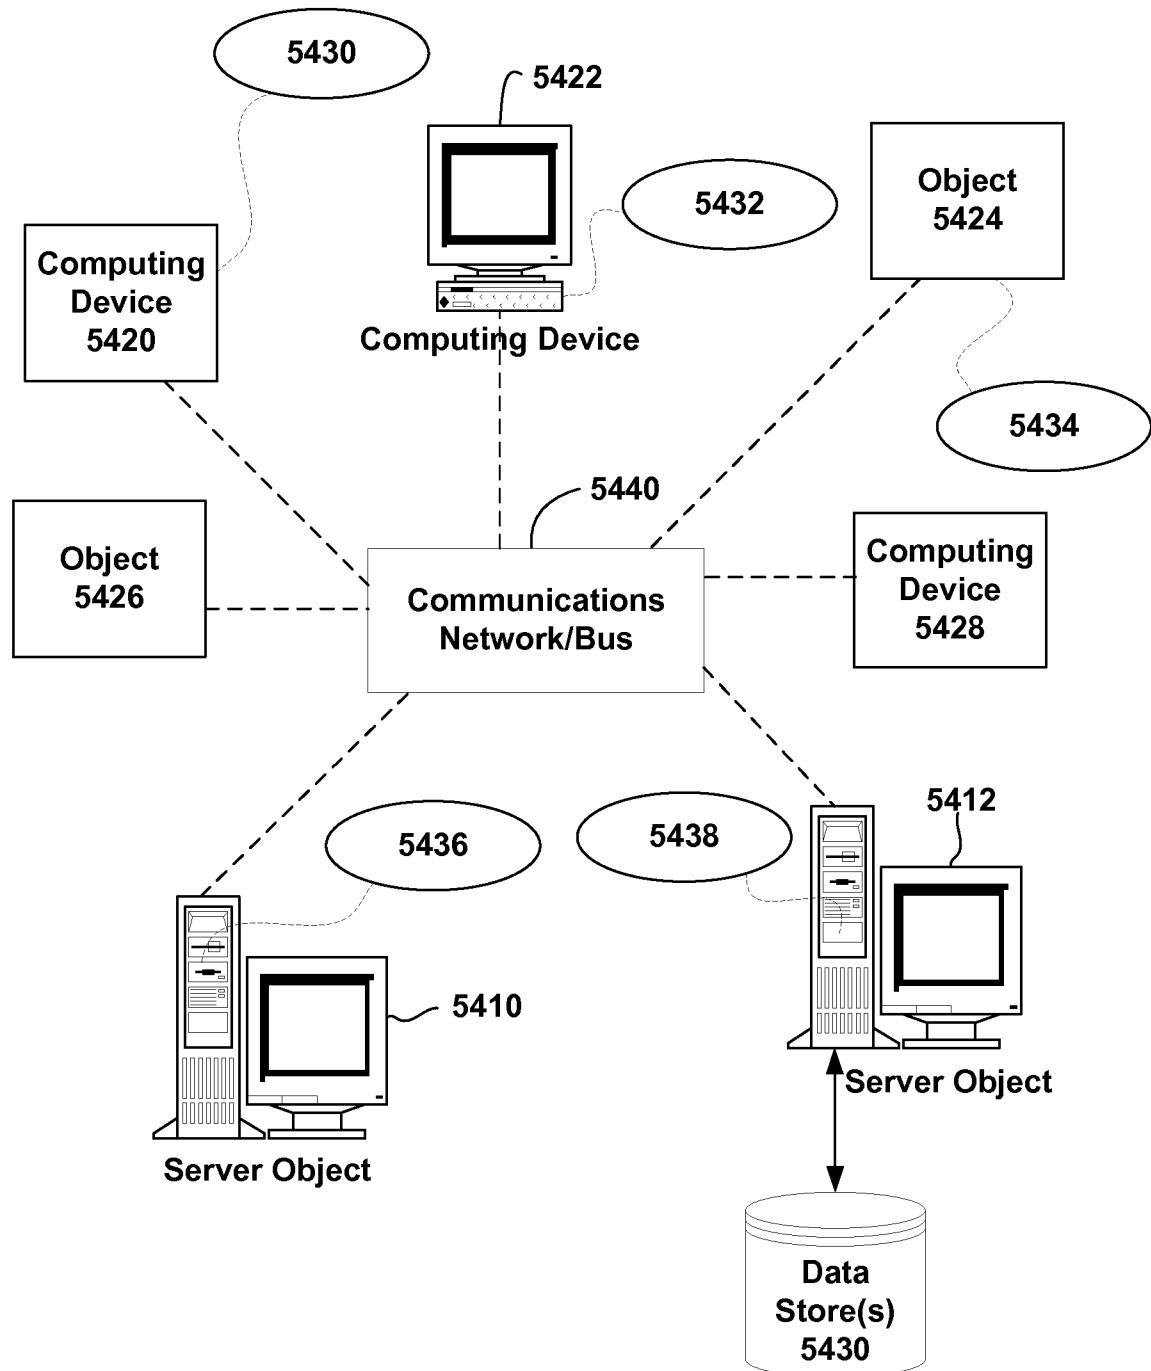 5430
5422
5432
Object
5424
Computing
Device
5420
Computing Device
5434
5440
Object
5426
Computing
Device
5428
Communications
Network/Bus
5436
5438
5412
5410
Server Object
Server Object
Data
Store(s)
5430